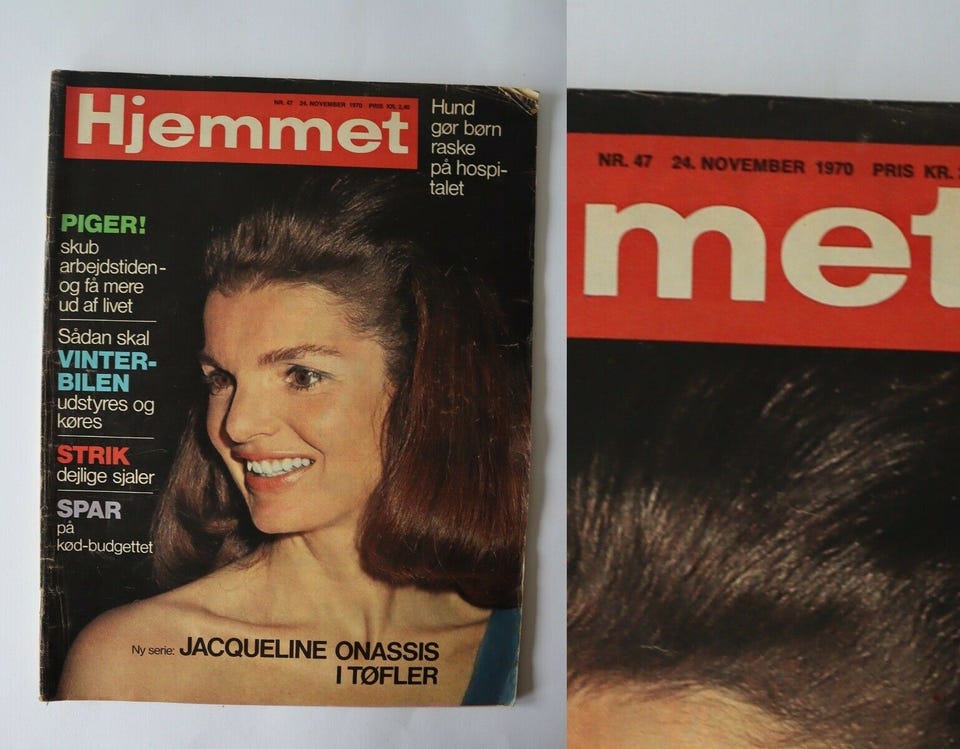 NR. 47 24. NOVEMBER 1970 PRIS KR. 2,40
Hjemmet
Hund
gør børn
raske
på hospi-
talet
PIGER!
skub
arbejdstiden-
og få mere
ud af livet
Sådan skal
VINTER-
BILEN
udstyres og
køres
STRIK
dejlige sjaler
SPAR
på
kød-budgettet
Ny serie: JACQUELINE ONASSIS
I TØFLER
NR. 47 24. NOVEMBER 1970 PRIS KR.
met